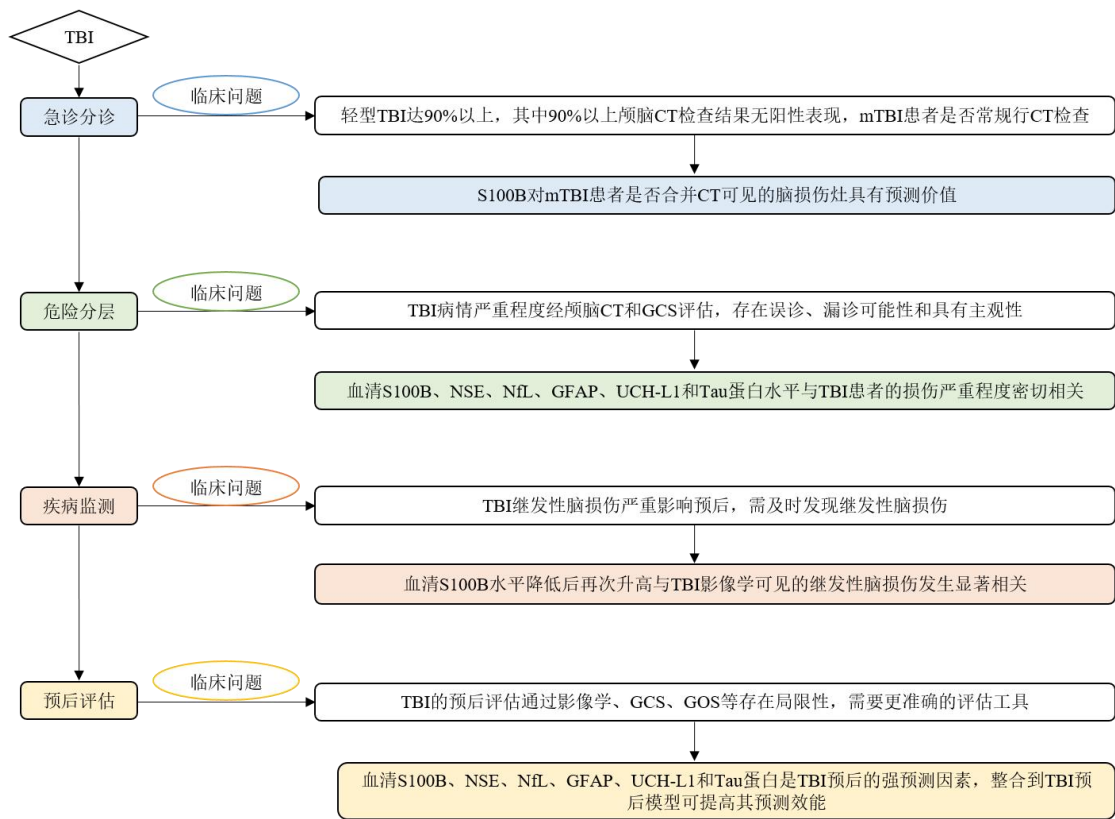 TBI
急诊分诊
临床问题
轻型TBI达90%以上，其中90%以上颅脑CT检查结果无阳性表现，mTBI患者是否常规行CT检查
S100B对mTBI患者是否合并CT可见的脑损伤灶具有预测价值
危险分层
临床问题
TBI病情严重程度经颅脑CT和GCS评估，存在误诊、漏诊可能性和具有主观性
血清S100B、NSE、NfL、GFAP、UCH-L1和Tau蛋白水平与TBI患者的损伤严重程度密切相关
疾病监测
临床问题
TBI继发性脑损伤严重影响预后，需及时发现继发性脑损伤
血清S100B水平降低后再次升高与TBI影像学可见的继发性脑损伤发生显著相关
预后评估
临床问题
TBI的预后评估通过影像学、GCS、GOS等存在局限性，需要更准确的评估工具
血清S100B、NSE、NfL、GFAP、UCH-L1和Tau蛋白是TBI预后的强预测因素，整合到TBI预
后模型可提高其预测效能